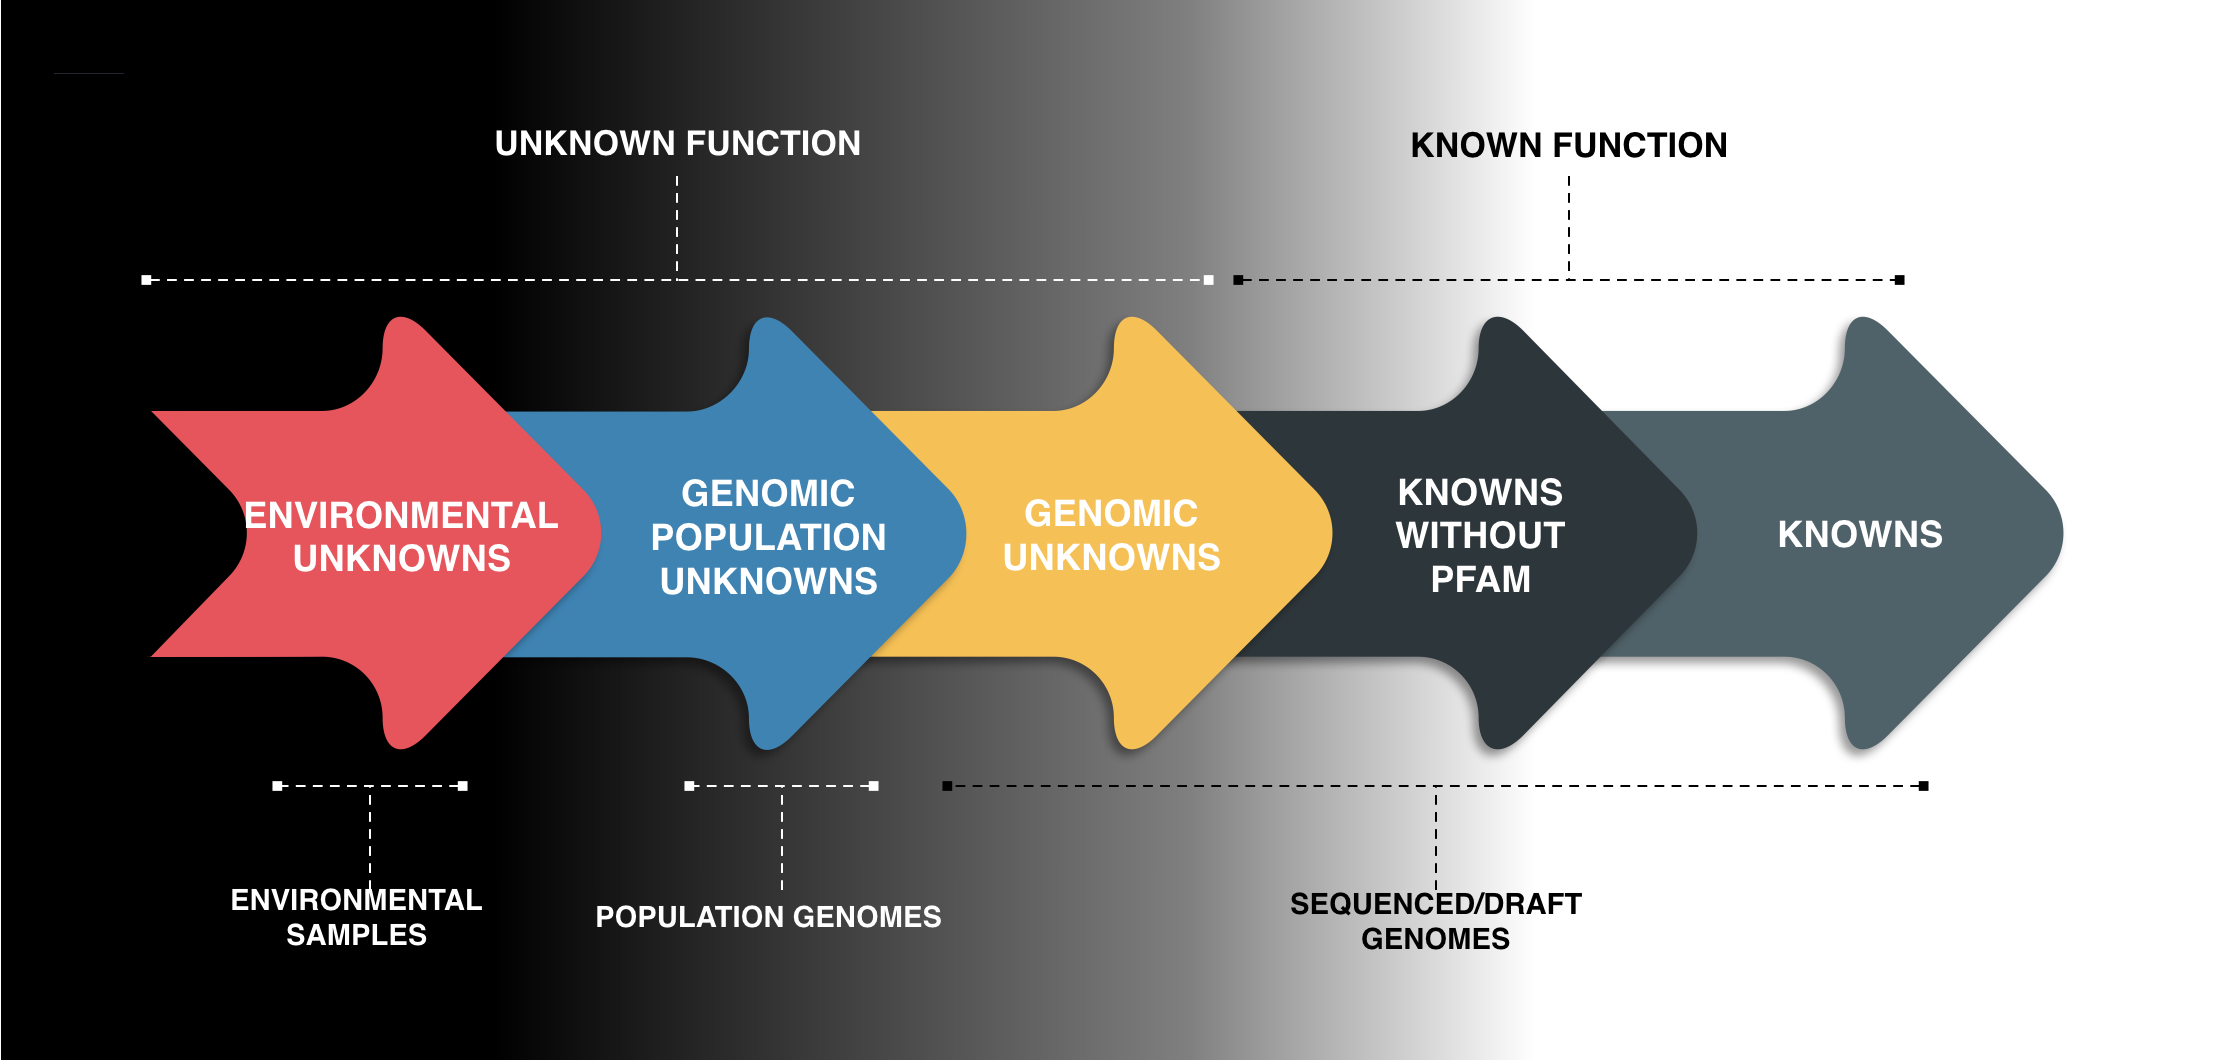 UNKNOWN FUNCTION
KNOWN FUNCTION
ENVIRONMENTAL
UNKNOWNS
GENOMIC
POPULATION
UNKNOWNS
GENOMIC
UNKNOWNS
KNOWNS
WITHOUT
PFAM
KNOWNS
ENVIRONMENTAL
SAMPLES
POPULATION GENOMES
SEQUENCED/DRAFT
GENOMES